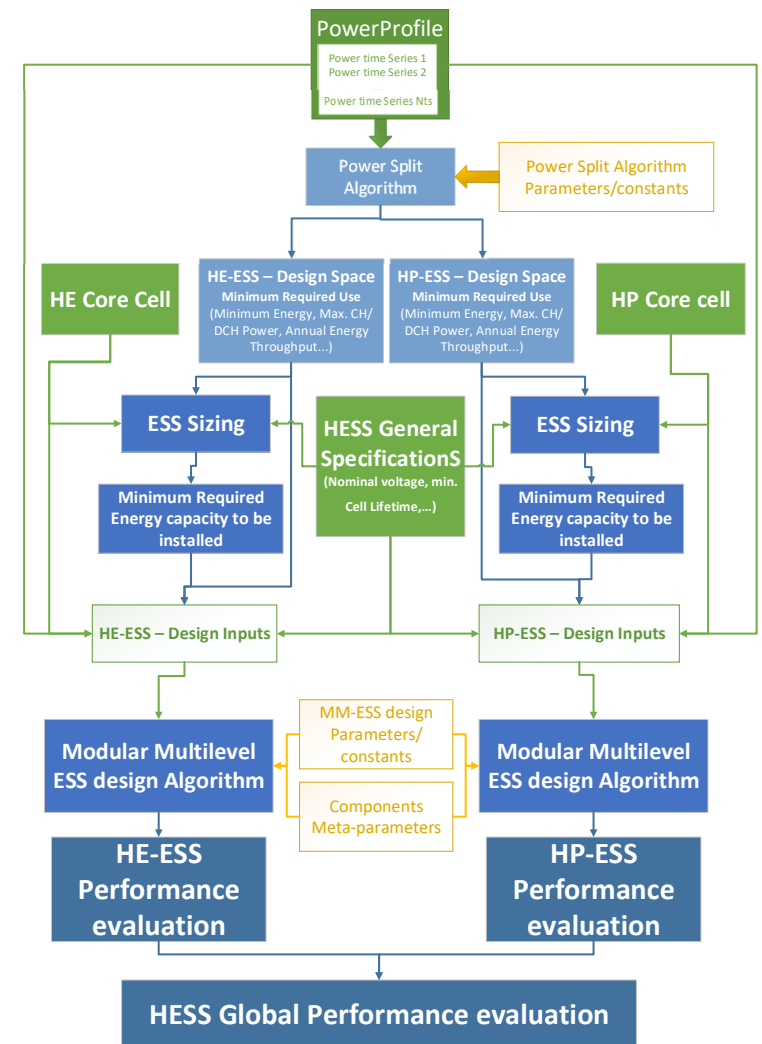 PowerProfile
Power time Series 1
Power time Series 2
Power time Series Nts
Power Split
Algorithm
Power Split Algorithm
Parameters/constants
HE Core Cell
HE-ESS – Design Space
Minimum Required Use
(Minimum Energy, Max. CH/
DCH Power, Annual Energy
Throughput...)
HP-ESS – Design Space
Minimum Required Use
(Minimum Energy, Max. CH/
DCH Power, Annual Energy
Throughput...)
HP Core cell
ESS Sizing
HESS General
SpecificationS
(Nominal voltage, min.
Cell Lifetime,...)
ESS Sizing
Minimum Required
Energy capacity to be
installed
Minimum Required
Energy capacity to be
installed
HE-ESS – Design Inputs
HP-ESS – Design Inputs
Modular Multilevel
ESS design Algorithm
MM-ESS design
Parameters/
constants
Components
Meta-parameters
Modular Multilevel
ESS design Algorithm
HE-ESS
Performance
evaluation
HP-ESS
Performance
evaluation
HESS Global Performance evaluation